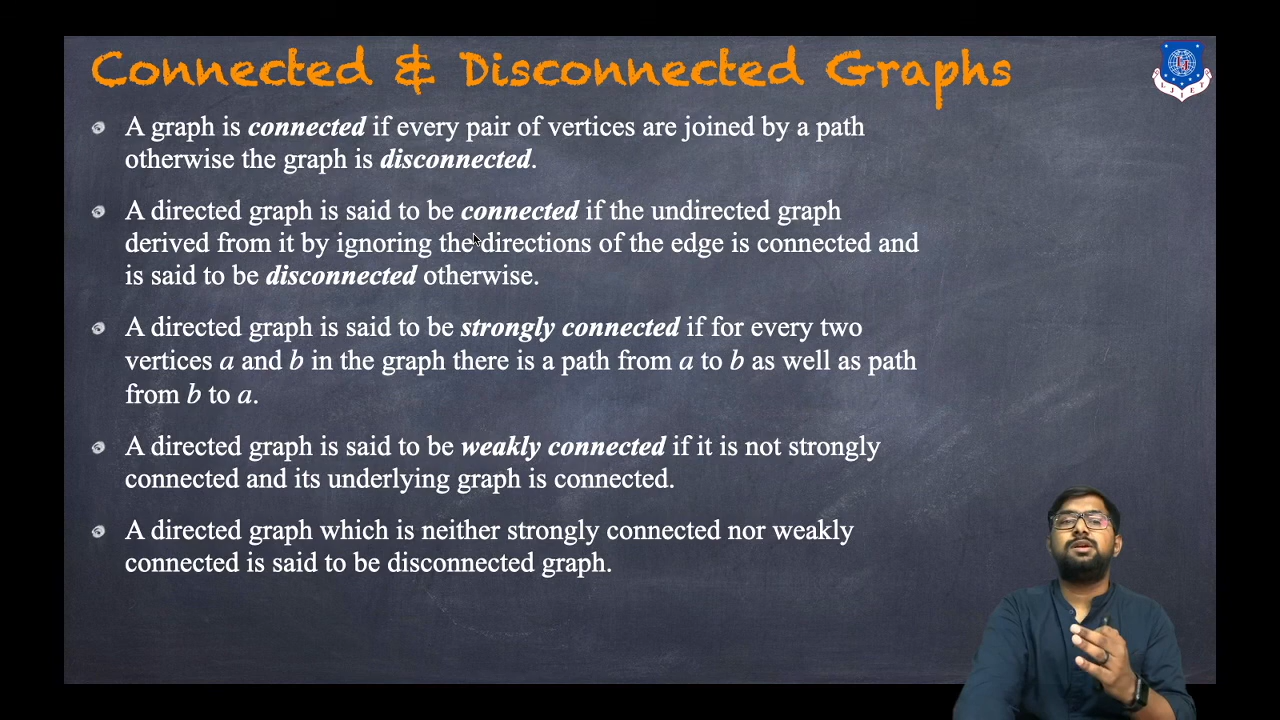 Connected & Disconnected Graphs
A graph is connected if every pair of vertices are joined by a path
otherwise the graph is disconnected.
A directed graph is said to be connected if the undirected graph
derived from it by ignoring the directions of the edge is connected and
is said to be disconnected otherwise.
A directed graph is said to be strongly connected if for every two
vertices a and b in the graph there is a path from a to b as well as path
from b to a.
A directed graph is said to be weakly connected if it is not strongly
connected and its underlying graph is connected.
A directed graph which is neither strongly connected nor weakly
connected is said to be disconnected graph.